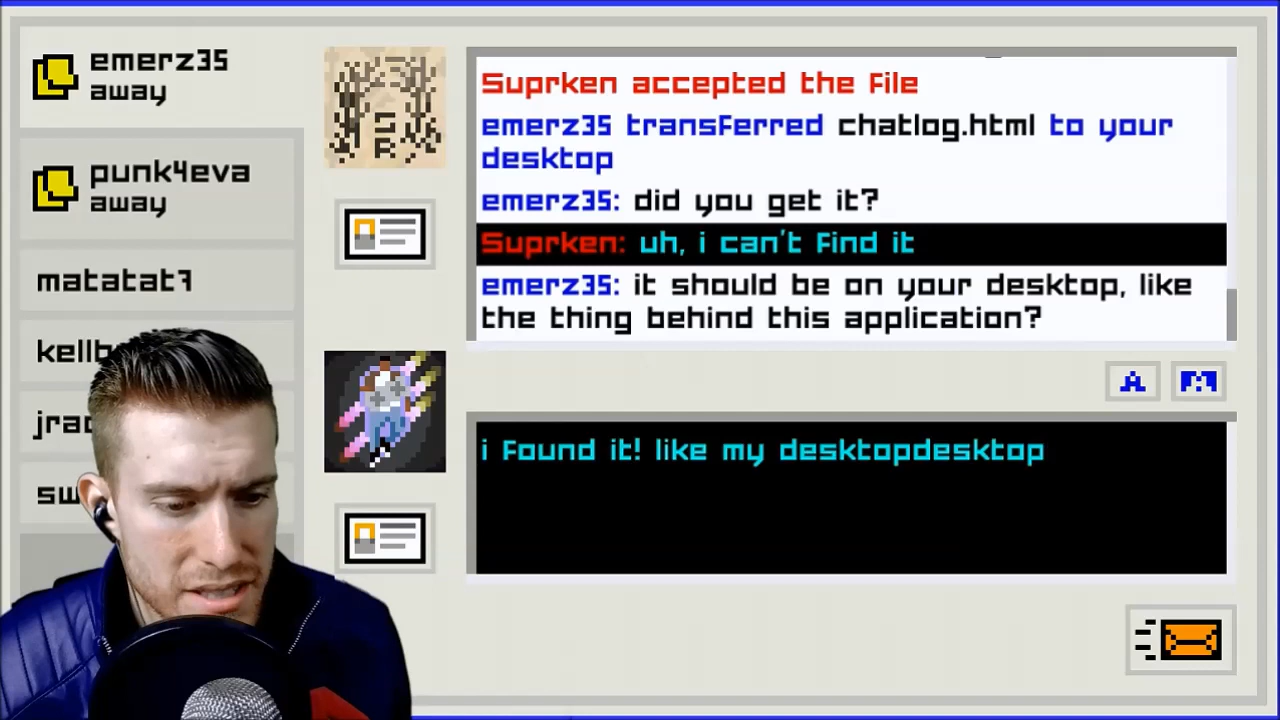 emerz35
away
punk4eva
away
matatat7
Suprken accepted the File
emerz35 transferred chatlog.html to your
desktop
emerz35: did you get it?
Suprken: uh, i can't find it
emerz35: it should be on your desktop, like
the thing behind this application?
A
i found it! like my desktopdesktop